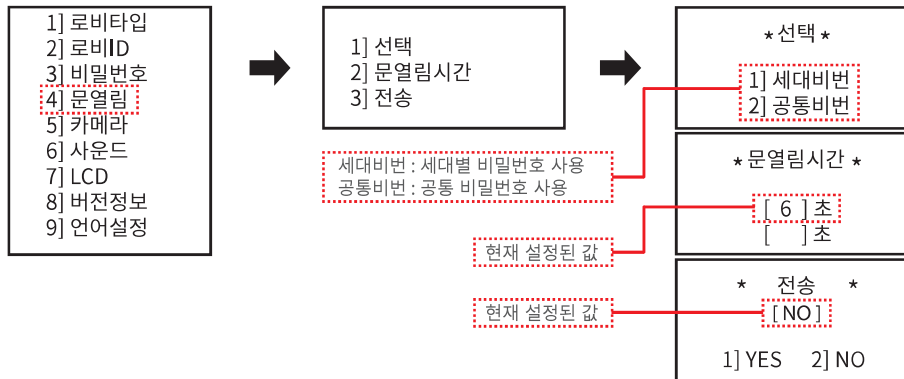 1] 로비타입
2] 로비ID
3] 비밀번호
4] 문열림
5] 카메라
6] 사운드
7] LCD
8] 버전정보
9] 언어설정
1] 선택
2] 문열림시간
3] 전송
세대비번 : 세대별 비밀번호 사용
공통비번 : 공통 비밀번호 사용
현재 설정된 값
현재 설정된 값
*선택*
1] 세대비번
2] 공통비번
*문열림시간 *
[ 6 ]초
[ ]초
* 전송 *
[NO]
1] YES 2] NO